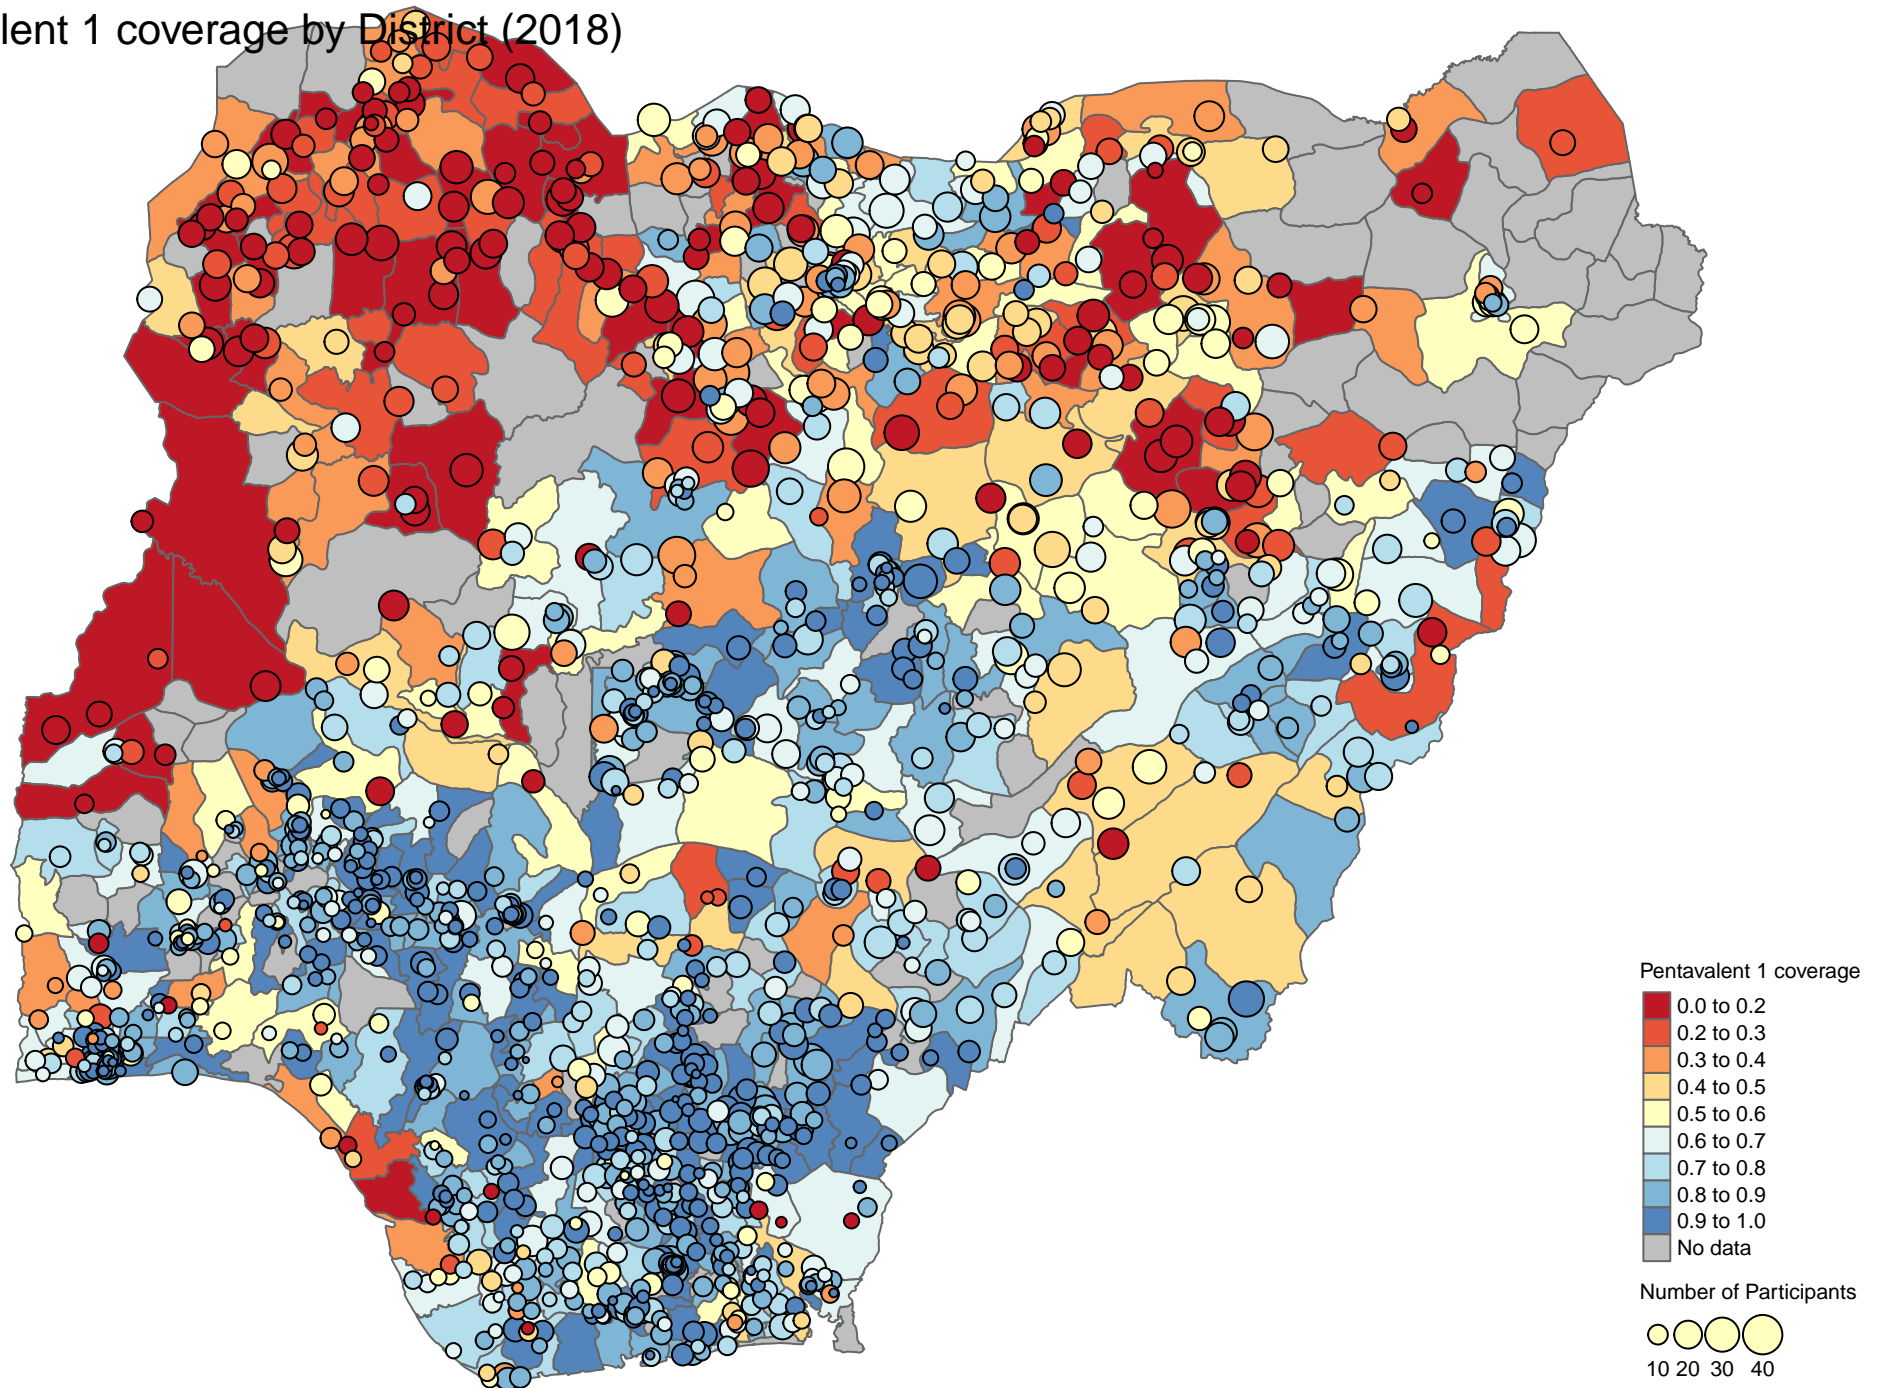 lent 1 coverage by District (2018)
Pentavalent 1 coverage
0.0 to 0.2
0.2 to 0.3
0.3 to 0.4
0.4 to 0.5
0.5 to 0.6
0.6 to 0.7
0.7 to 0.8
0.8 to 0.9
0.9 to 1.0
No data
Number of Participants
10 20 30 40